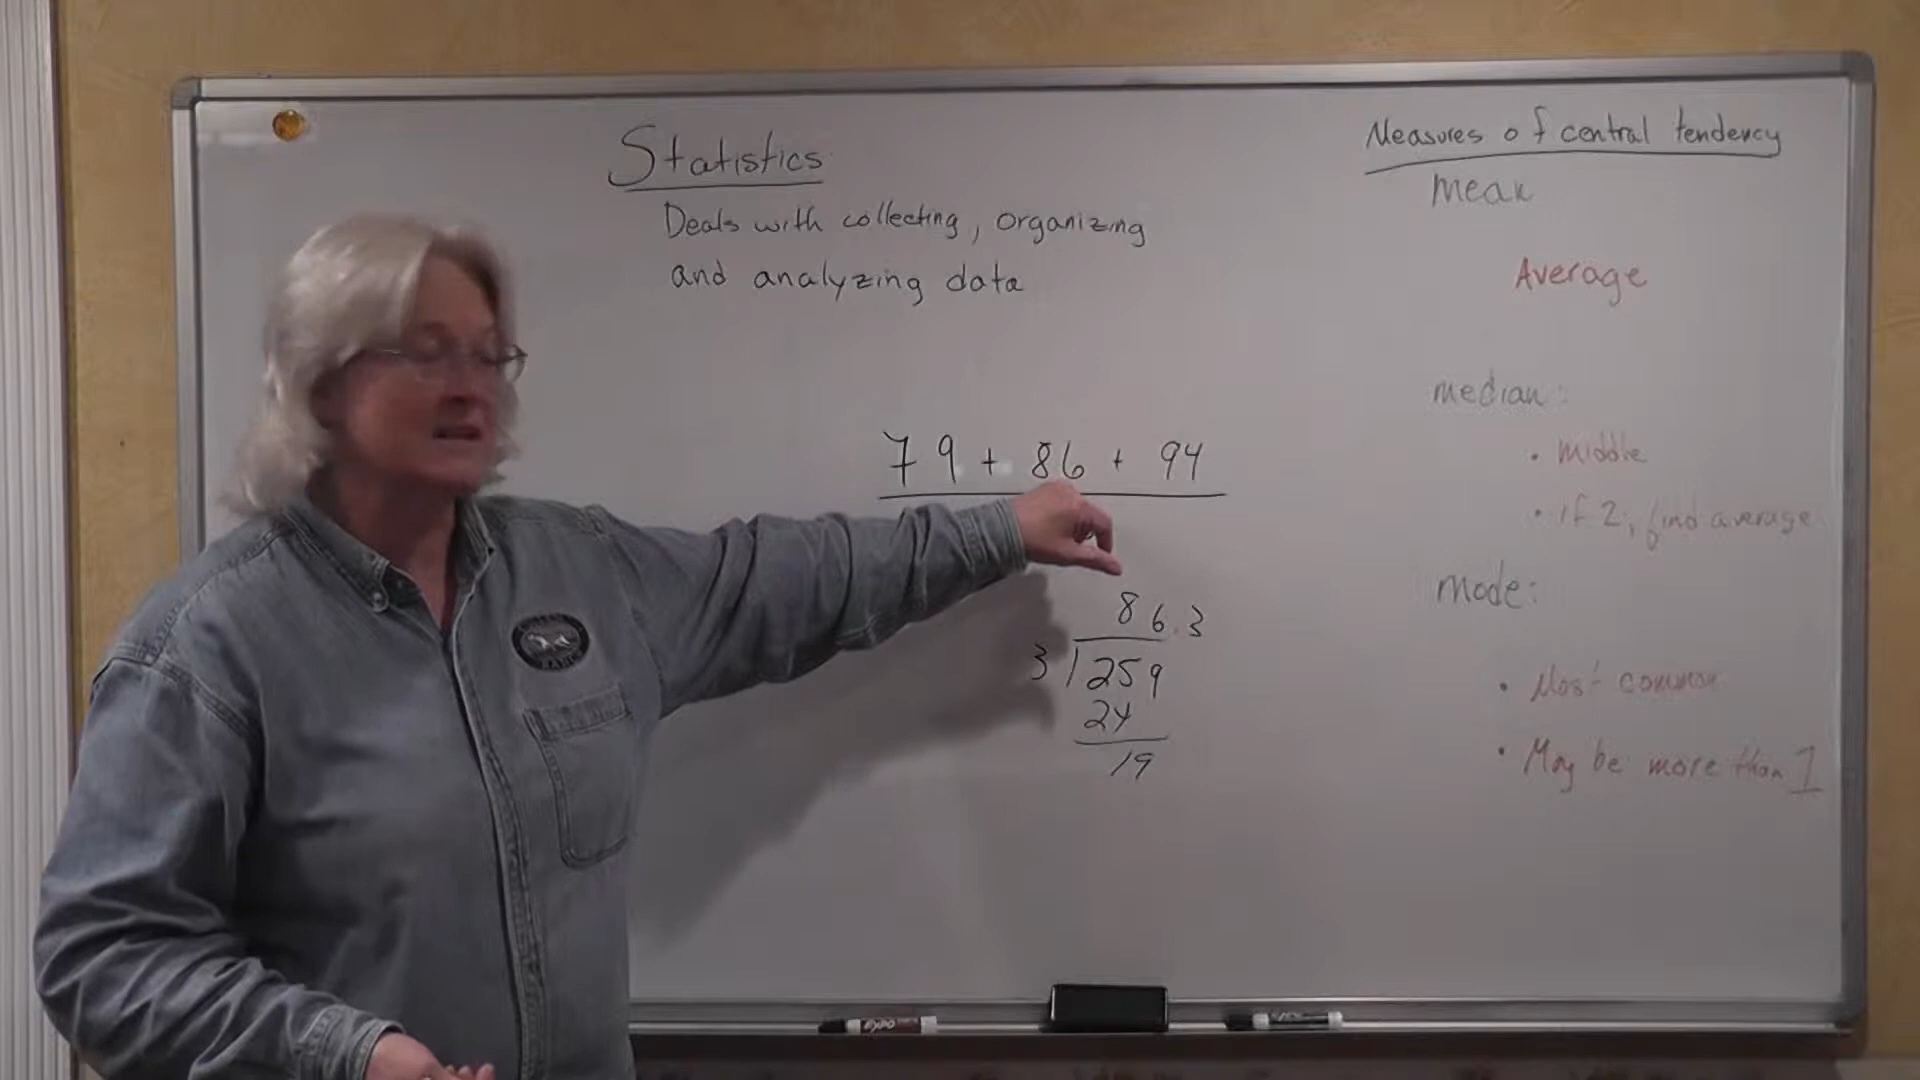 Statistics
Deals with collecting, organizing
and analyzing data
79 + 86 + 94
86.3
3 259
24
19
Measures of central tendency
mean
Average
median:
• middle
• if 2, find average
mode:
• Most common
• May be more than 1